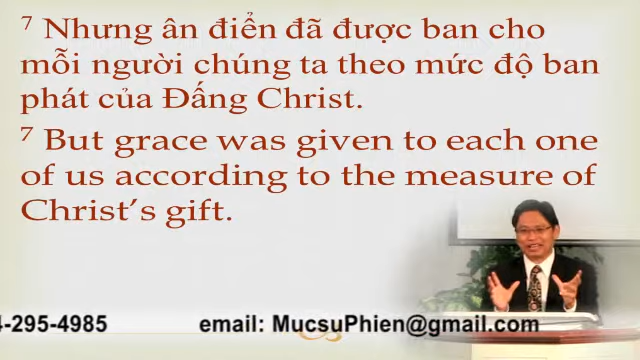 7 Nhưng ân điển đã được ban cho
mỗi người chúng ta theo mức độ ban
phát của Đấng Christ.
7 But grace was given to each one
of us according to the measure of
Christ's gift.
-295-4985 email: MucsuPhien@gmail.com